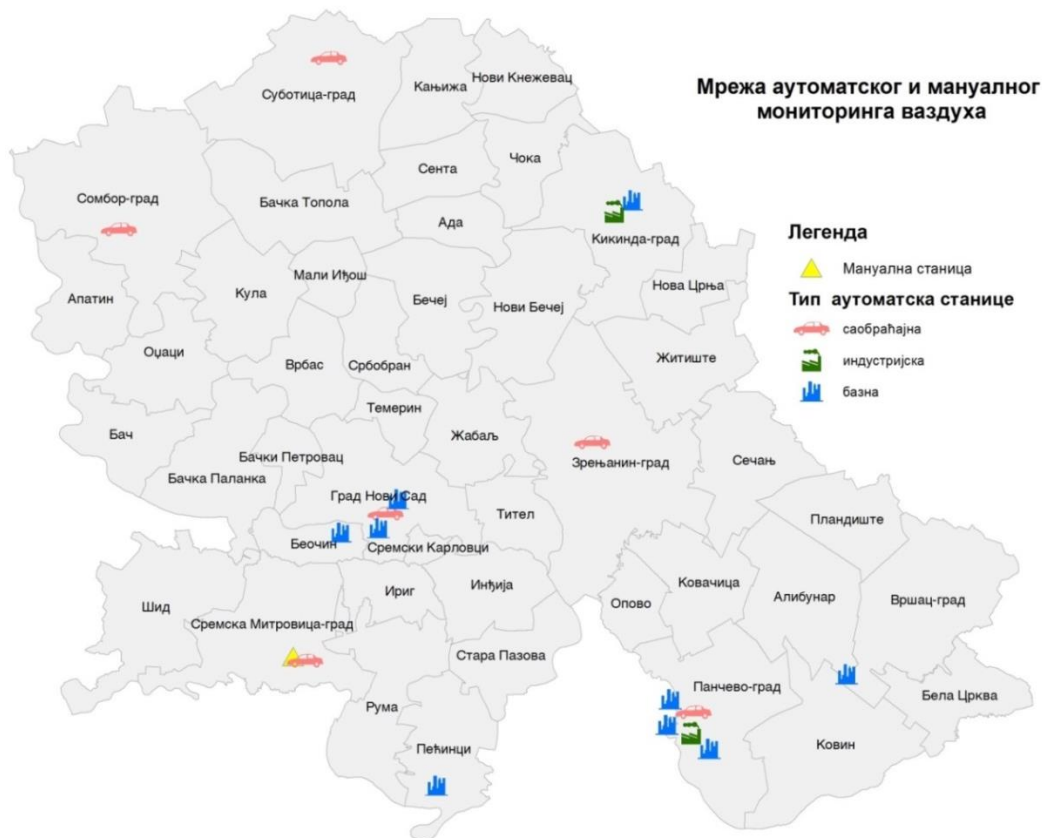 Мрежа аутоматског и мануалног
мониторинга ваздуха
Суботица-град
Кањижа
Нови Кнежевац
Сента
Чока
Сомбор-град
Бачка Топола
Ада
Кикинда-град
Легенда
Мануална станица
Тип аутоматска станице
саобраћајна
индустријска
базна
Апатин
Кула
Мали Иђош
Бечеј
Нови Бечеј
Нова Црња
Оџаци
Врбас
Србобран
Житиште
Темерин
Бач
Жабаљ
Бачки Петровац
Зрењанин-град
Сечањ
Бачка Паланка
Град Нови Сад
Тител
Пландиште
Беочин
Сремски Карловци
Шид
Ириг
Инђија
Опово
Ковачица
Алибунар
Вршац-град
Сремска Митровица-град
Стара Пазова
Панчево-град
Бела Црква
Рума
Пећинци
Ковин